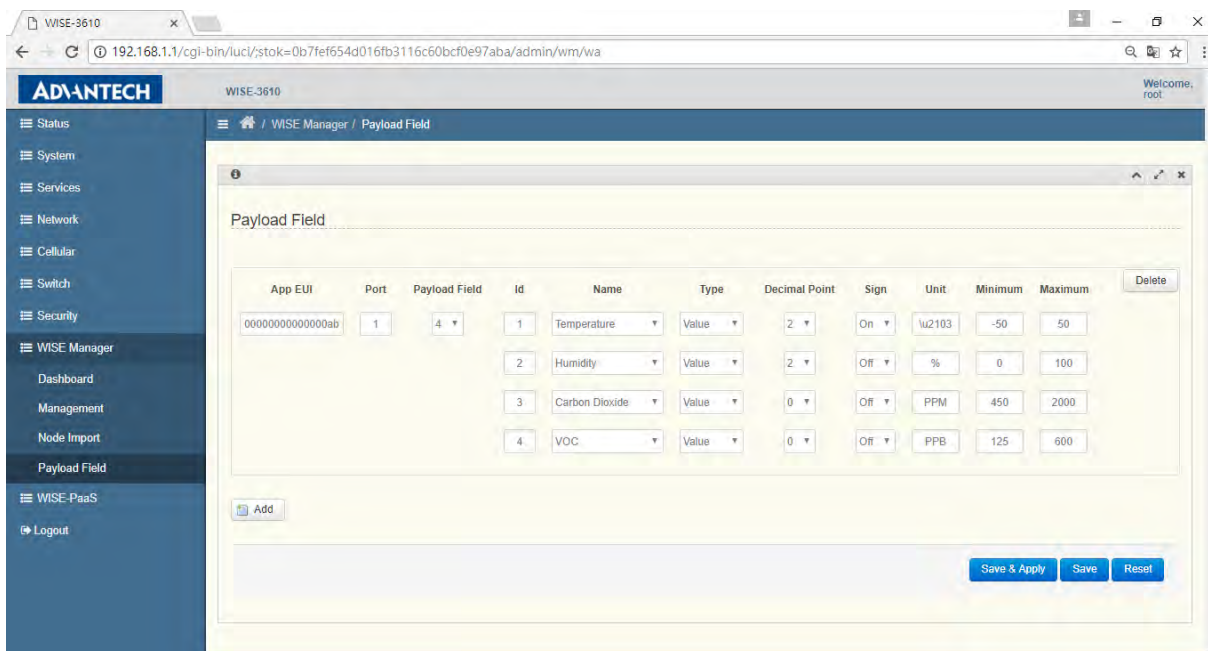 WISE-3610
192.168.1.1/cgi-bin/luci/;stok=0b7fef654d016fb3116c60bcf0e97aba/admin/wm/wa
ADVANTECH
WISE-3610
Welcome, root
Status
/ WISE Manager / Payload Field
System
Services
Network
Cellular
Switch
Security
WISE Manager
Dashboard
Management
Node Import
Payload Field
WISE-PaaS
Logout
Payload Field
App EUI Port Payload Field Id Name Type Decimal Point Sign Unit Minimum Maximum Delete
00000000000000ab 1 4 1 Temperature Value 2 On \u2103 -50 50
2 Humidity Value 2 Off % 0 100
3 Carbon Dioxide Value 0 Off PPM 450 2000
4 VOC Value 0 Off PPB 125 600
Add
Save & Apply Save Reset